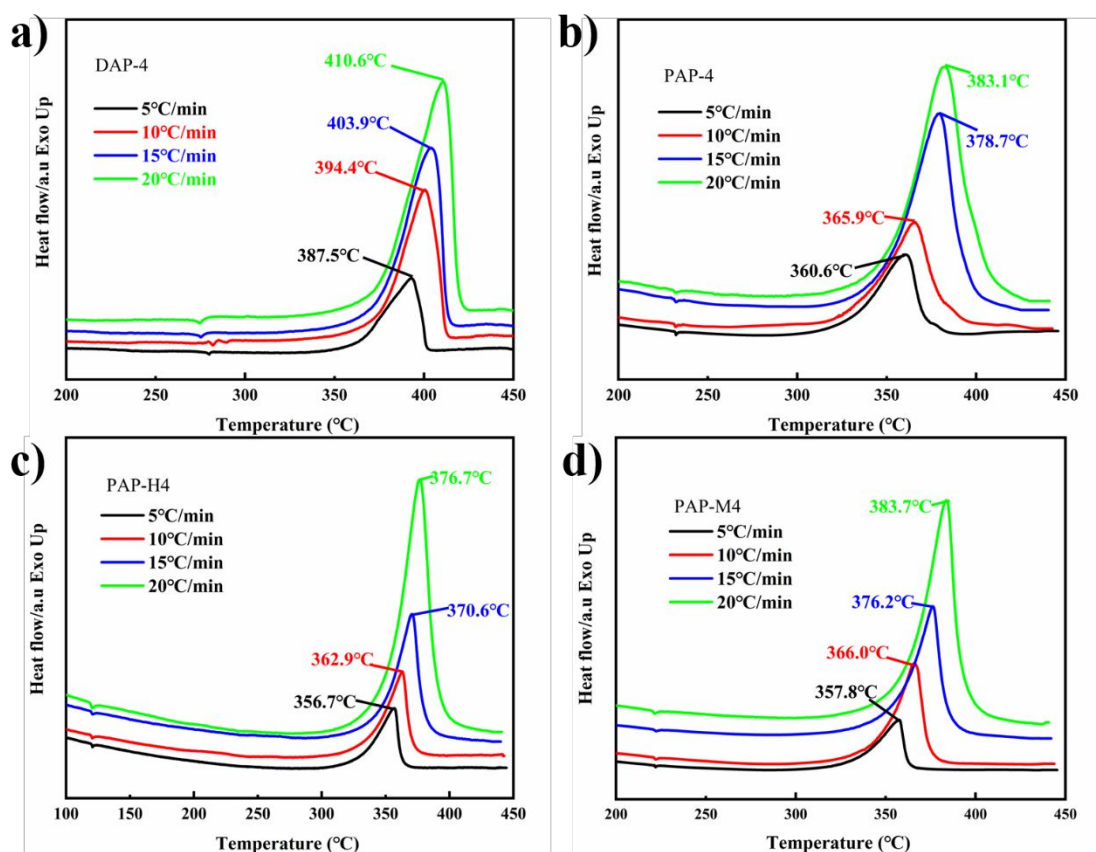 a)
DAP-4
5°C/min
10°C/min
15°C/min
20°C/min
410.6°C
403.9°C
394.4°C
387.5°C
Heat flow/a.u Exo Up
200 250 300 350 400 450
Temperature (°C)
b)
PAP-4
5°C/min
10°C/min
15°C/min
20°C/min
383.1°C
378.7°C
365.9°C
360.6°C
Heat flow/a.u Exo Up
200 250 300 350 400 450
Temperature (°C)
c)
PAP-H4
5°C/min
10°C/min
15°C/min
20°C/min
376.7°C
370.6°C
362.9°C
356.7°C
Heat flow/a.u Exo Up
100 150 200 250 300 350 400 450
Temperature (°C)
d)
PAP-M4
5°C/min
10°C/min
15°C/min
20°C/min
383.7°C
376.2°C
366.0°C
357.8°C
Heat flow/a.u Exo Up
200 250 300 350 400 450
Temperature (°C)